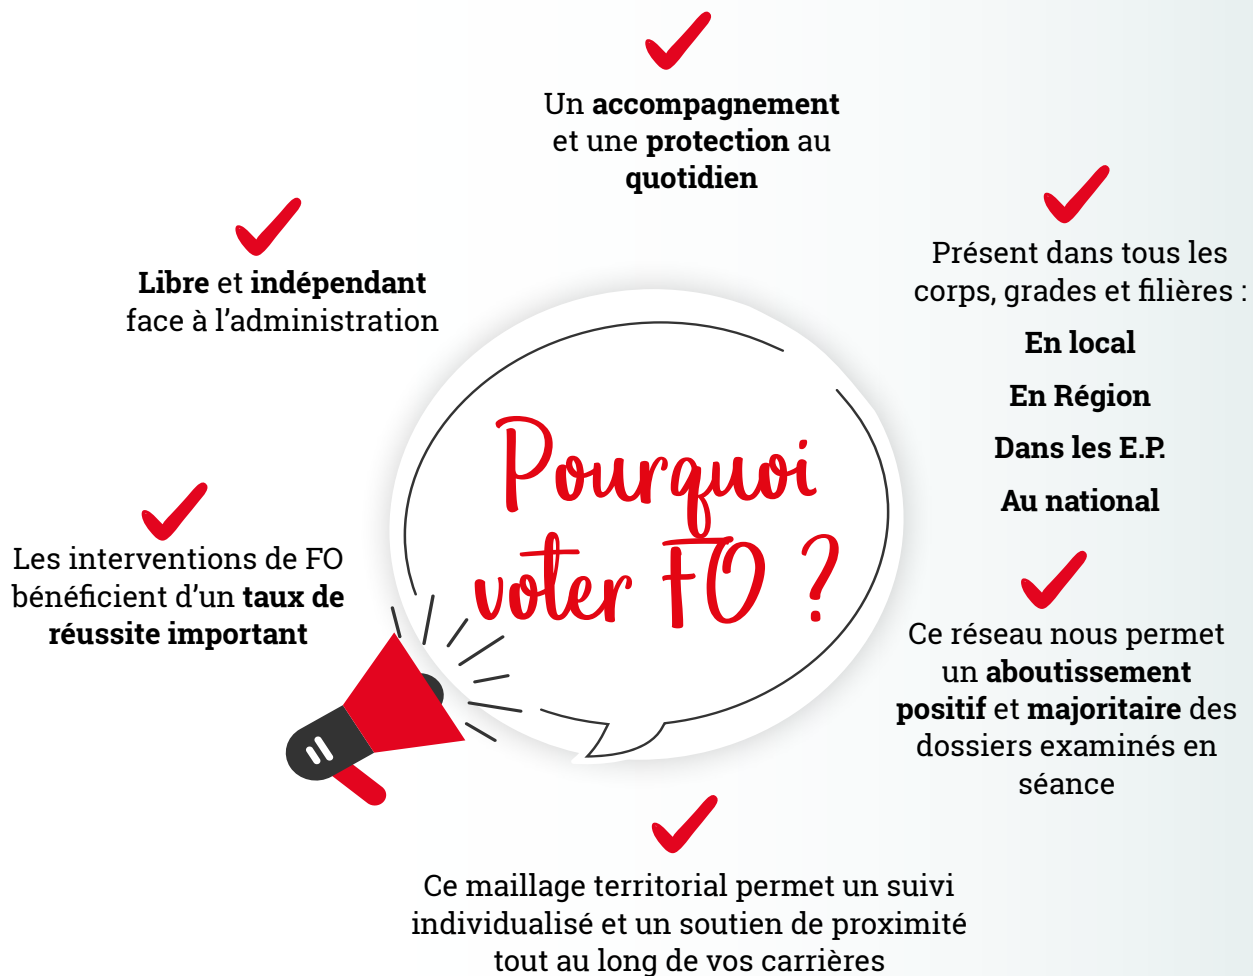 Un accompagnement
et une protection au
quotidien
Libre et indépendant
face à l’administration
Présent dans tous les
corps, grades et filières :
En local
En Région
Dans les E.P.
Au national
Pourquoi
voter FO ?
Les interventions de FO
bénéficient d’un taux de
réussite important
Ce réseau nous permet
un aboutissement
positif et majoritaire des
dossiers examinés en
séance
Ce maillage territorial permet un suivi
individualisé et un soutien de proximité
tout au long de vos carrières